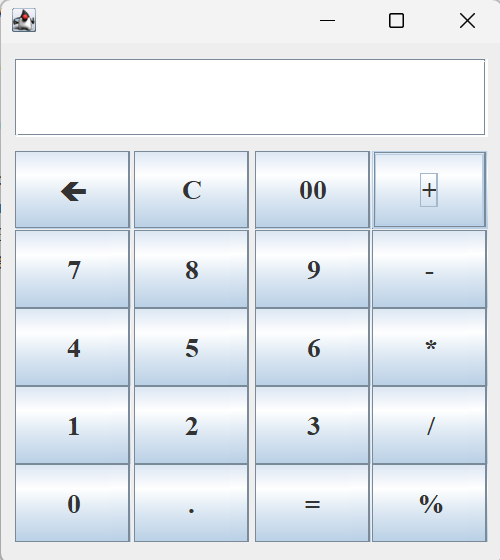 🡰 C 00 +
7 8 9 -
4 5 6 *
1 2 3 /
0 . = %